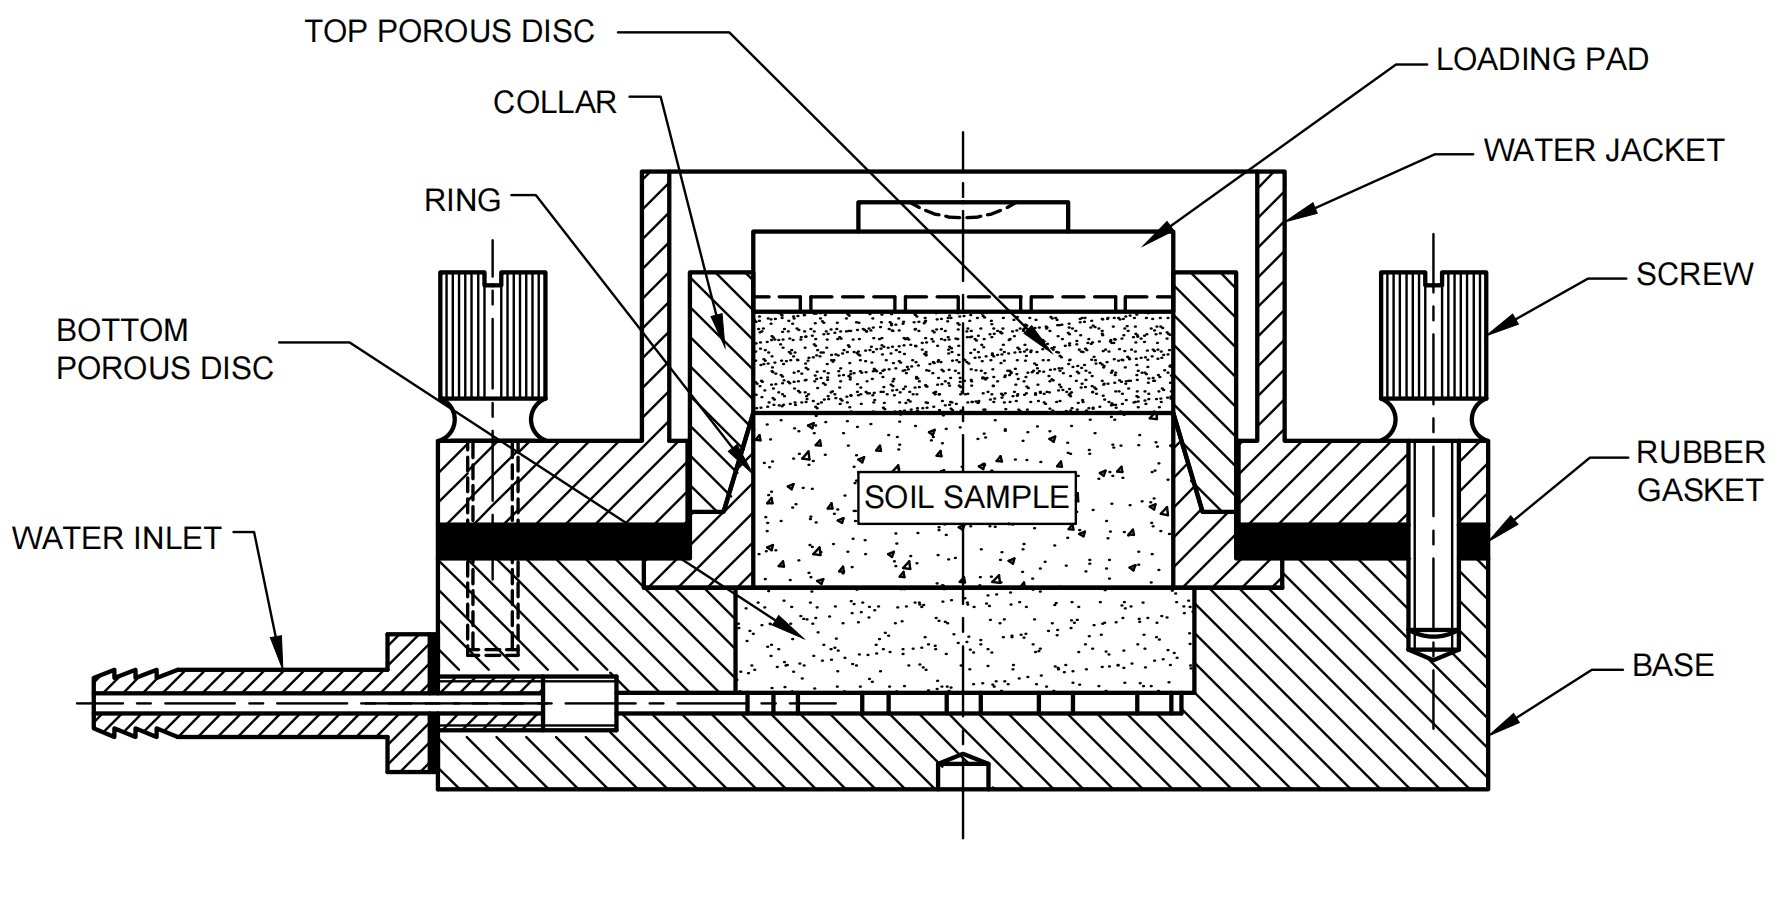 TOP POROUS DISC
LOADING PAD
COLLAR
WATER JACKET
RING
SCREW
BOTTOM
POROUS DISC
RUBBER
GASKET
SOIL SAMPLE
WATER INLET
BASE